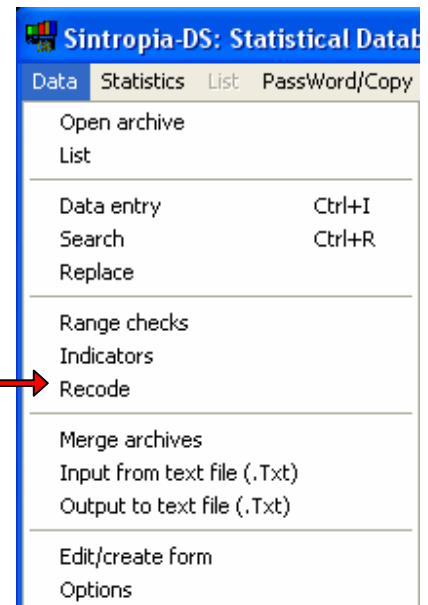 Sintropia-DS: Statistical Datab
Data Statistics List PassWord/Copy
Open archive
List
Data entry Ctrl+I
Search Ctrl+R
Replace
Range checks
Indicators
Recode
Merge archives
Input from text file (.Txt)
Output to text file (.Txt)
Edit/create form
Options